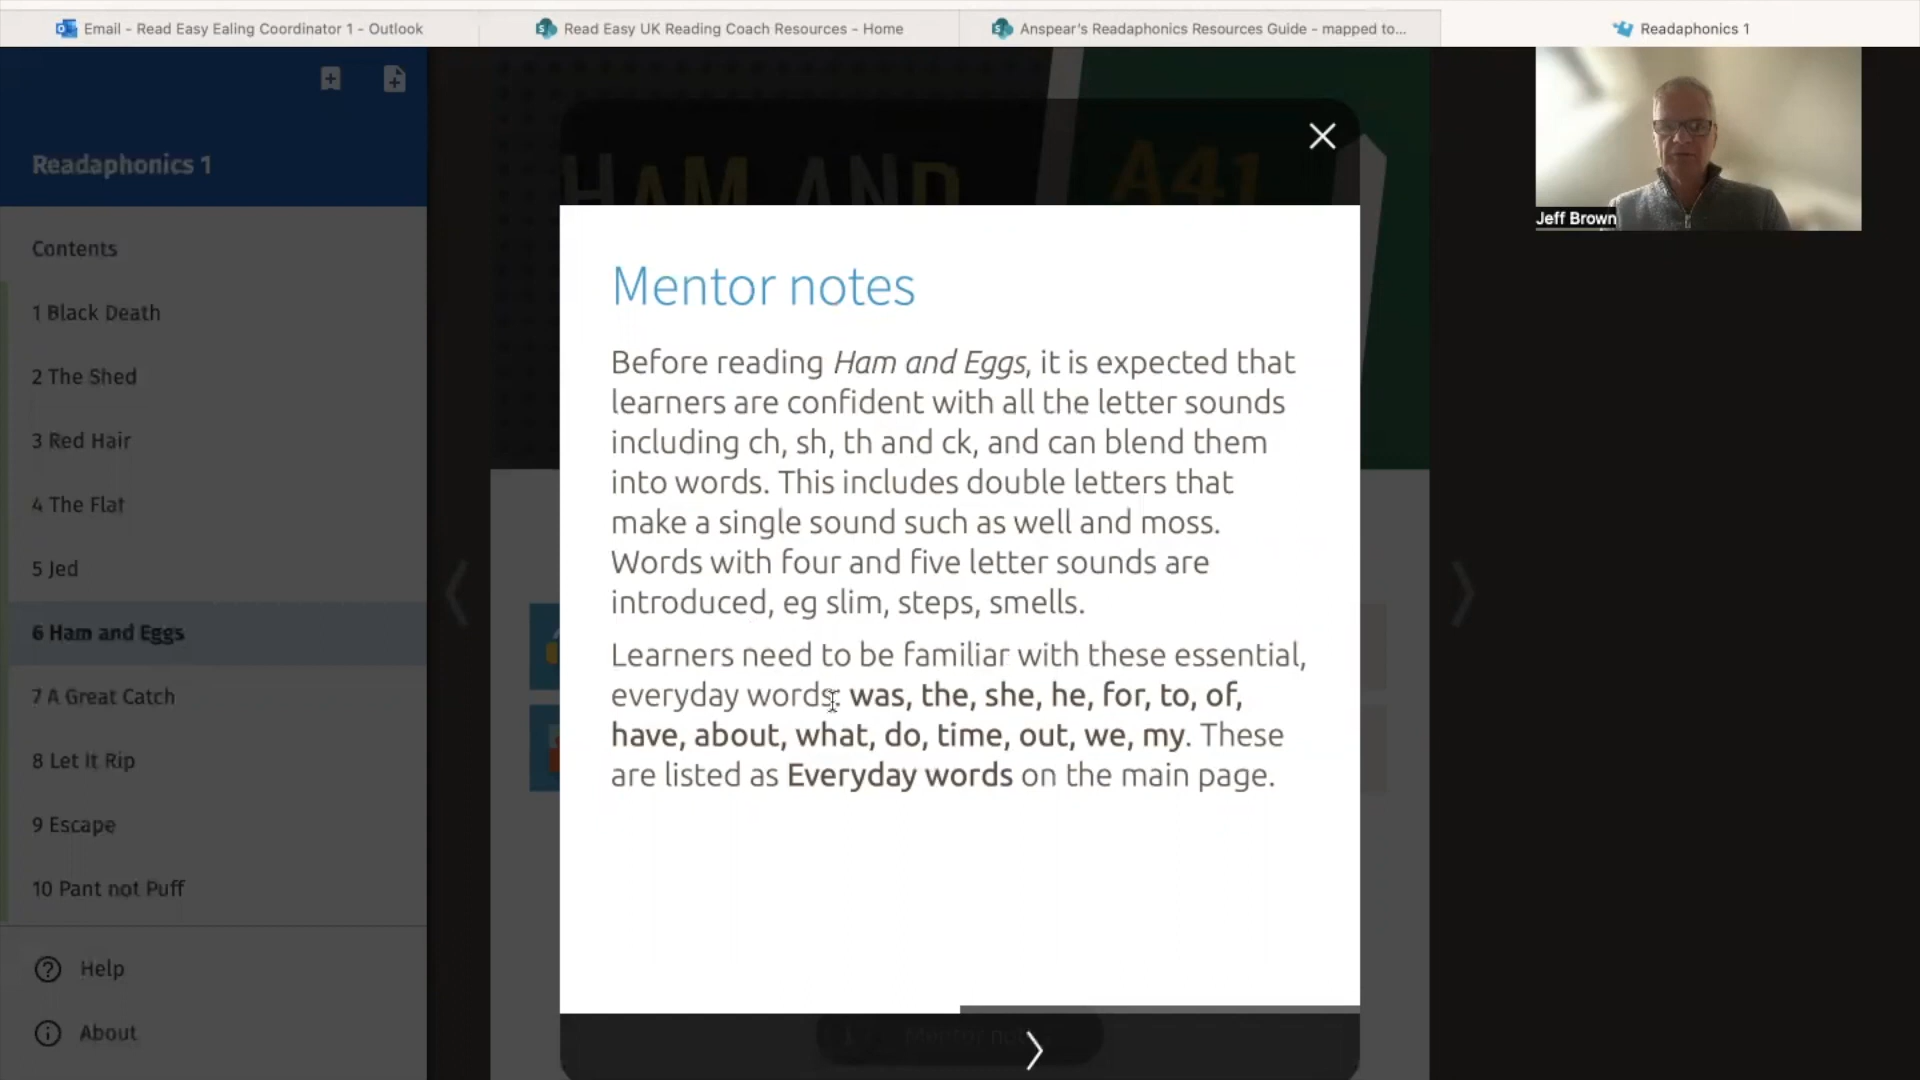 Email - Read Easy Ealing Coordinator 1 - Outlook
Read Easy UK Reading Coach Resources - Home
Anspear's Readaphonics Resources Guide - mapped to...
Readaphonics 1
Readaphonics 1
Contents
1 Black Death
2 The Shed
3 Red Hair
4 The Flat
5 Jed
6 Ham and Eggs
7 A Great Catch
8 Let It Rip
9 Escape
10 Pant not Puff
Help
About
HAM AND
A41
Mentor notes
Before reading Ham and Eggs, it is expected that
learners are confident with all the letter sounds
including ch, sh, th and ck, and can blend them
into words. This includes double letters that
make a single sound such as well and moss.
Words with four and five letter sounds are
introduced, eg slim, steps, smells.
Learners need to be familiar with these essential,
everyday words: was, the, she, he, for, to, of,
have, about, what, do, time, out, we, my. These
are listed as Everyday words on the main page.
Mentor notes
Jeff Brown